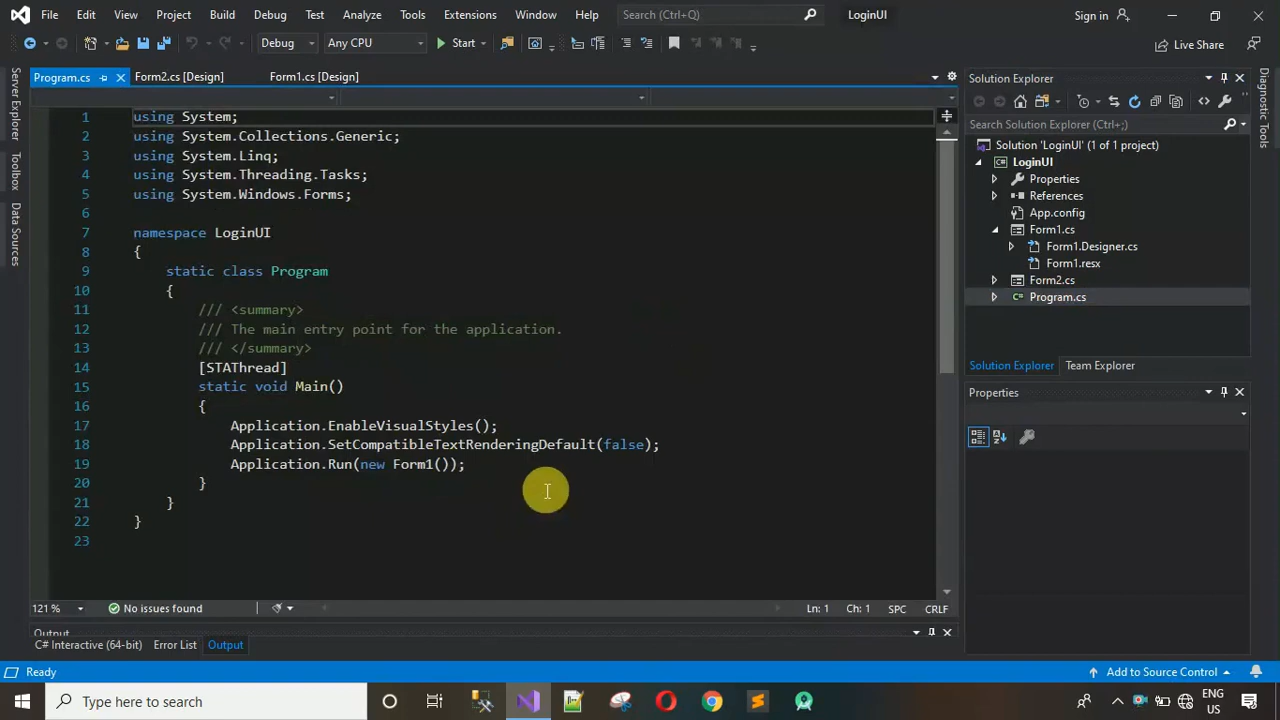 File Edit View Project Build Debug Test Analyze Tools Extensions Window Help Search (Ctrl+Q) LoginUI Sign in
Debug Any CPU Start Live Share
Program.cs Form2.cs [Design] Form1.cs [Design]
Server Explorer
Toolbox
Data Sources
1 using System;
2 using System.Collections.Generic;
3 using System.Linq;
4 using System.Threading.Tasks;
5 using System.Windows.Forms;
6
7 namespace LoginUI
8 {
9 static class Program
10 {
11 /// <summary>
12 /// The main entry point for the application.
13 /// </summary>
14 [STAThread]
15 static void Main()
16 {
17 Application.EnableVisualStyles();
18 Application.SetCompatibleTextRenderingDefault(false);
19 Application.Run(new Form1());
20 }
21 }
22 }
23
121 % No issues found Ln: 1 Ch: 1 SPC CRLF
Output
C# Interactive (64-bit) Error List Output
Solution Explorer
Search Solution Explorer (Ctrl+;)
Solution 'LoginUI' (1 of 1 project)
LoginUI
Properties
References
App.config
Form1.cs
Form1.Designer.cs
Form1.resx
Form2.cs
Program.cs
Solution Explorer Team Explorer
Properties
Diagnostic Tools
Ready Add to Source Control
Type here to search
ENG
US